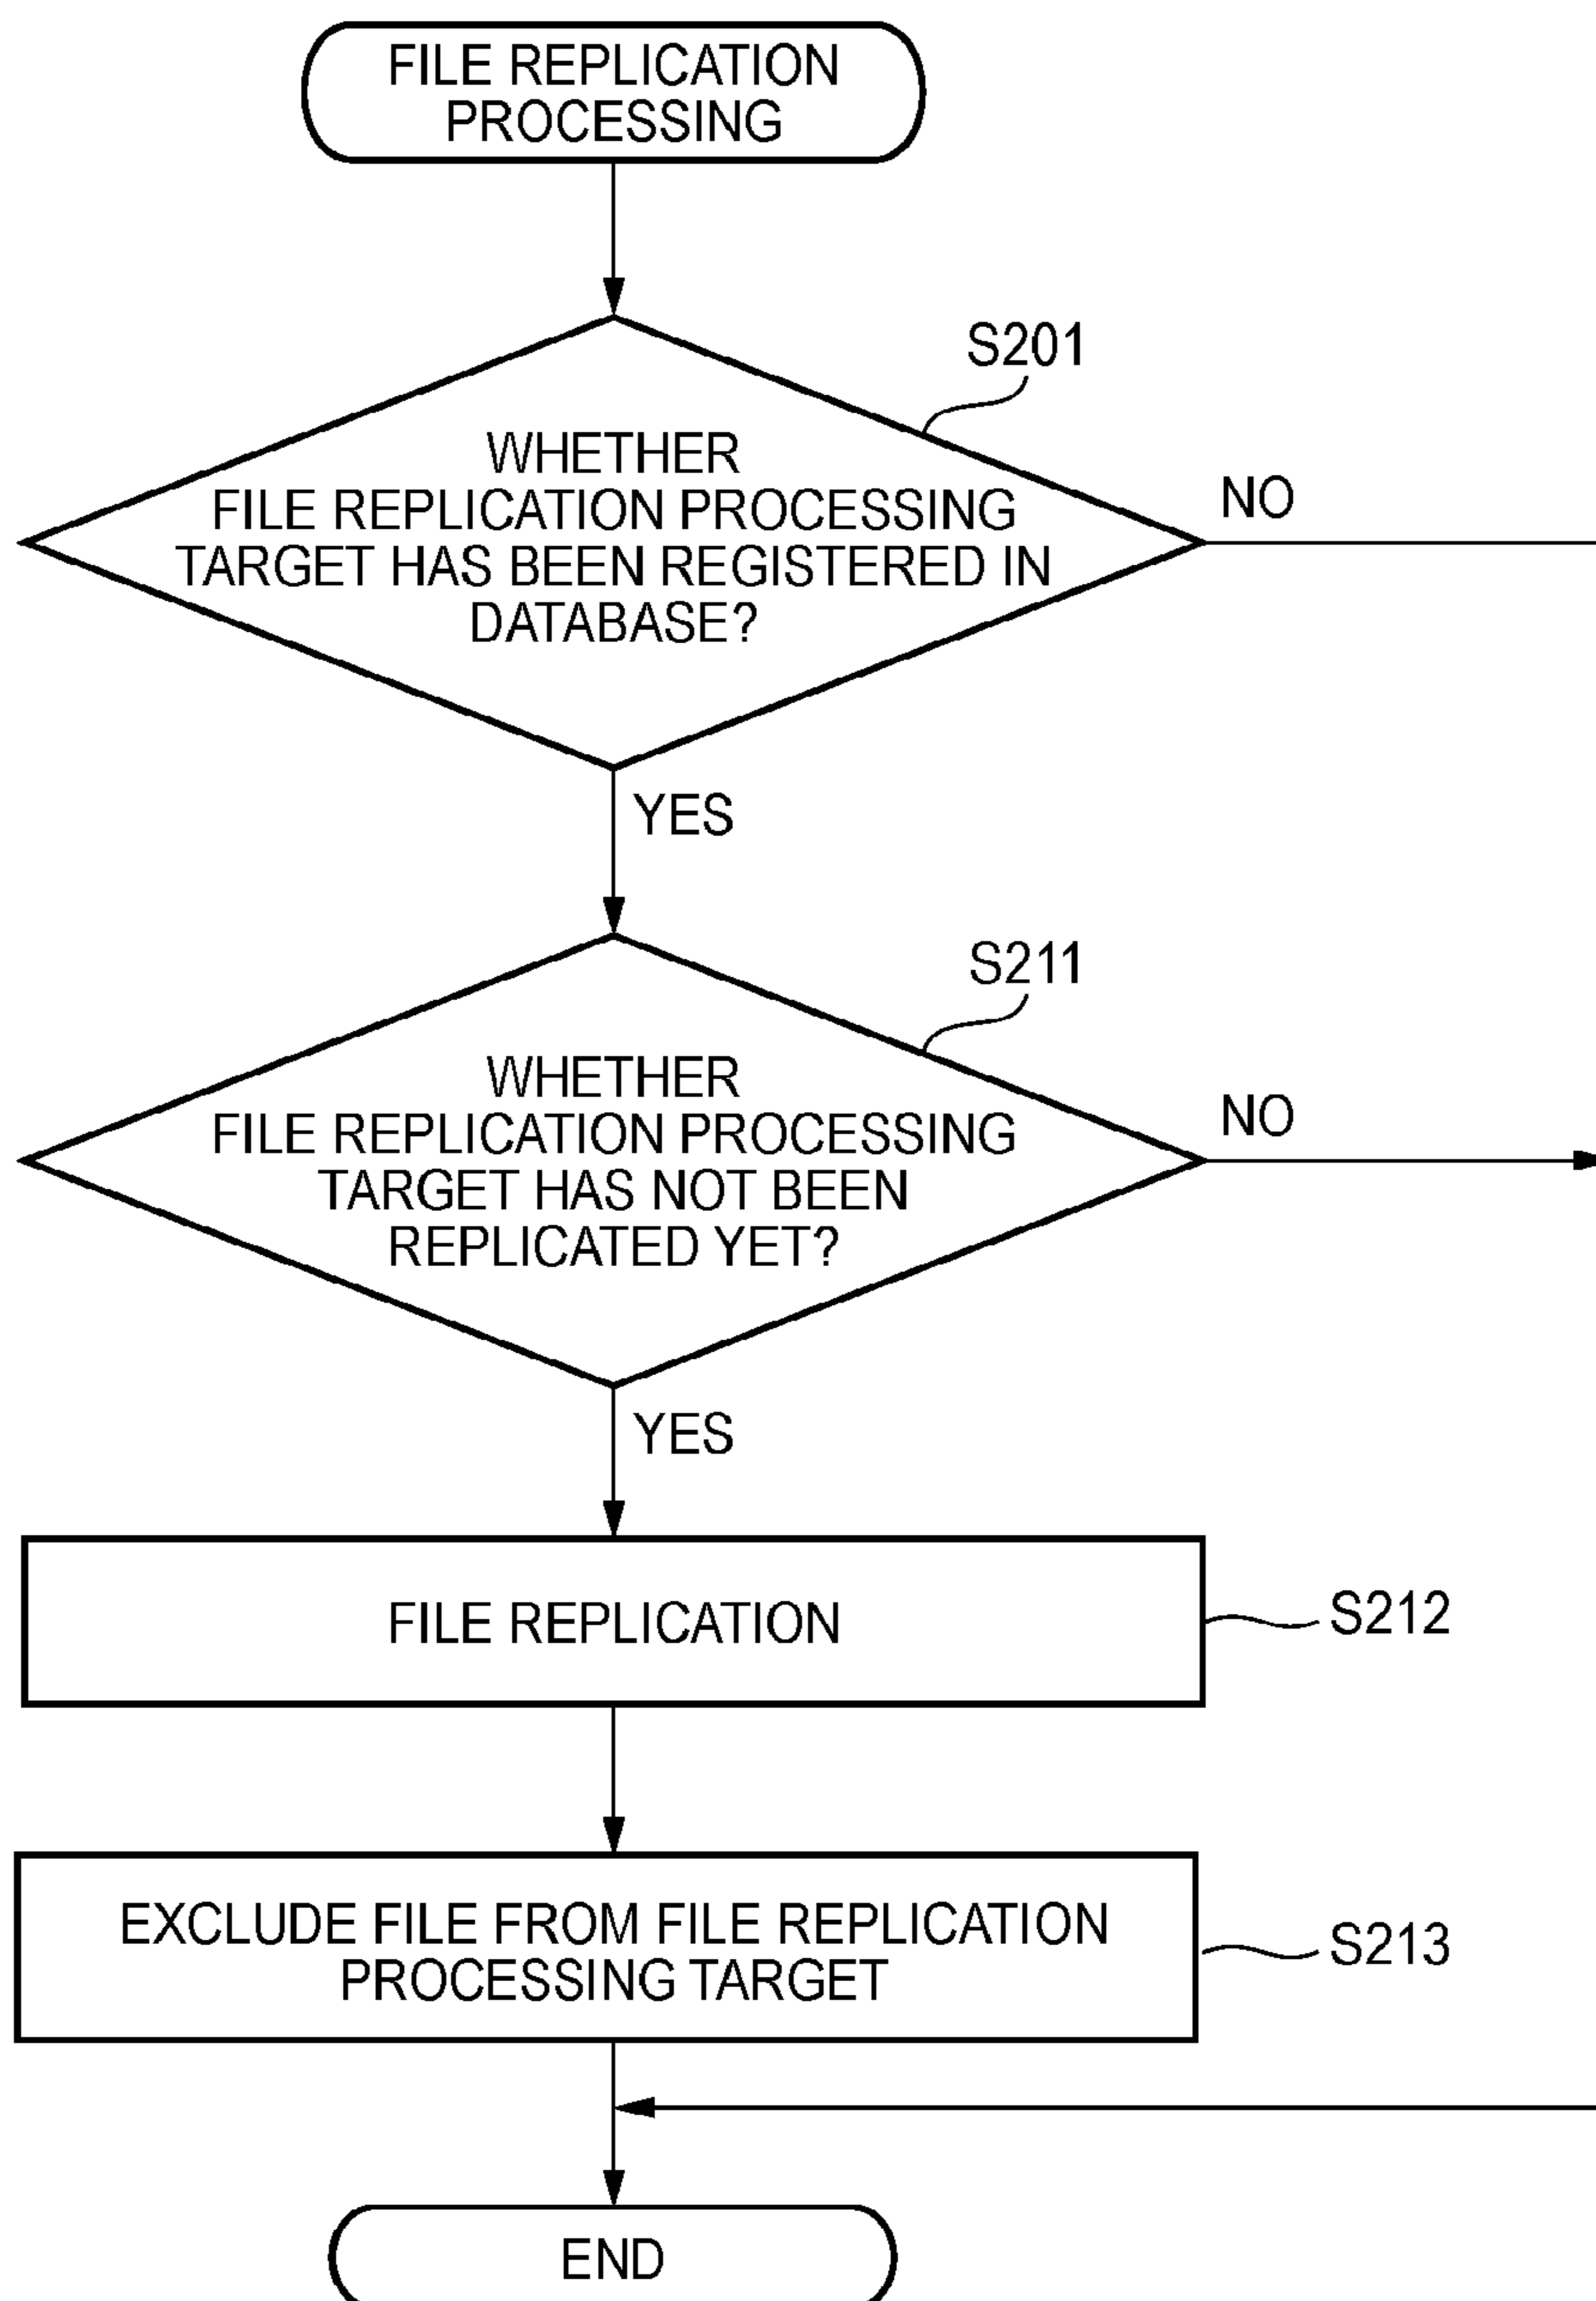 FILE REPLICATION
PROCESSING
S201
WHETHER
FILE REPLICATION PROCESSING
TARGET HAS BEEN REGISTERED IN
DATABASE?
NO
YES
S211
WHETHER
FILE REPLICATION PROCESSING
TARGET HAS NOT BEEN
REPLICATED YET?
NO
YES
FILE REPLICATION
S212
EXCLUDE FILE FROM FILE REPLICATION
PROCESSING TARGET
S213
END